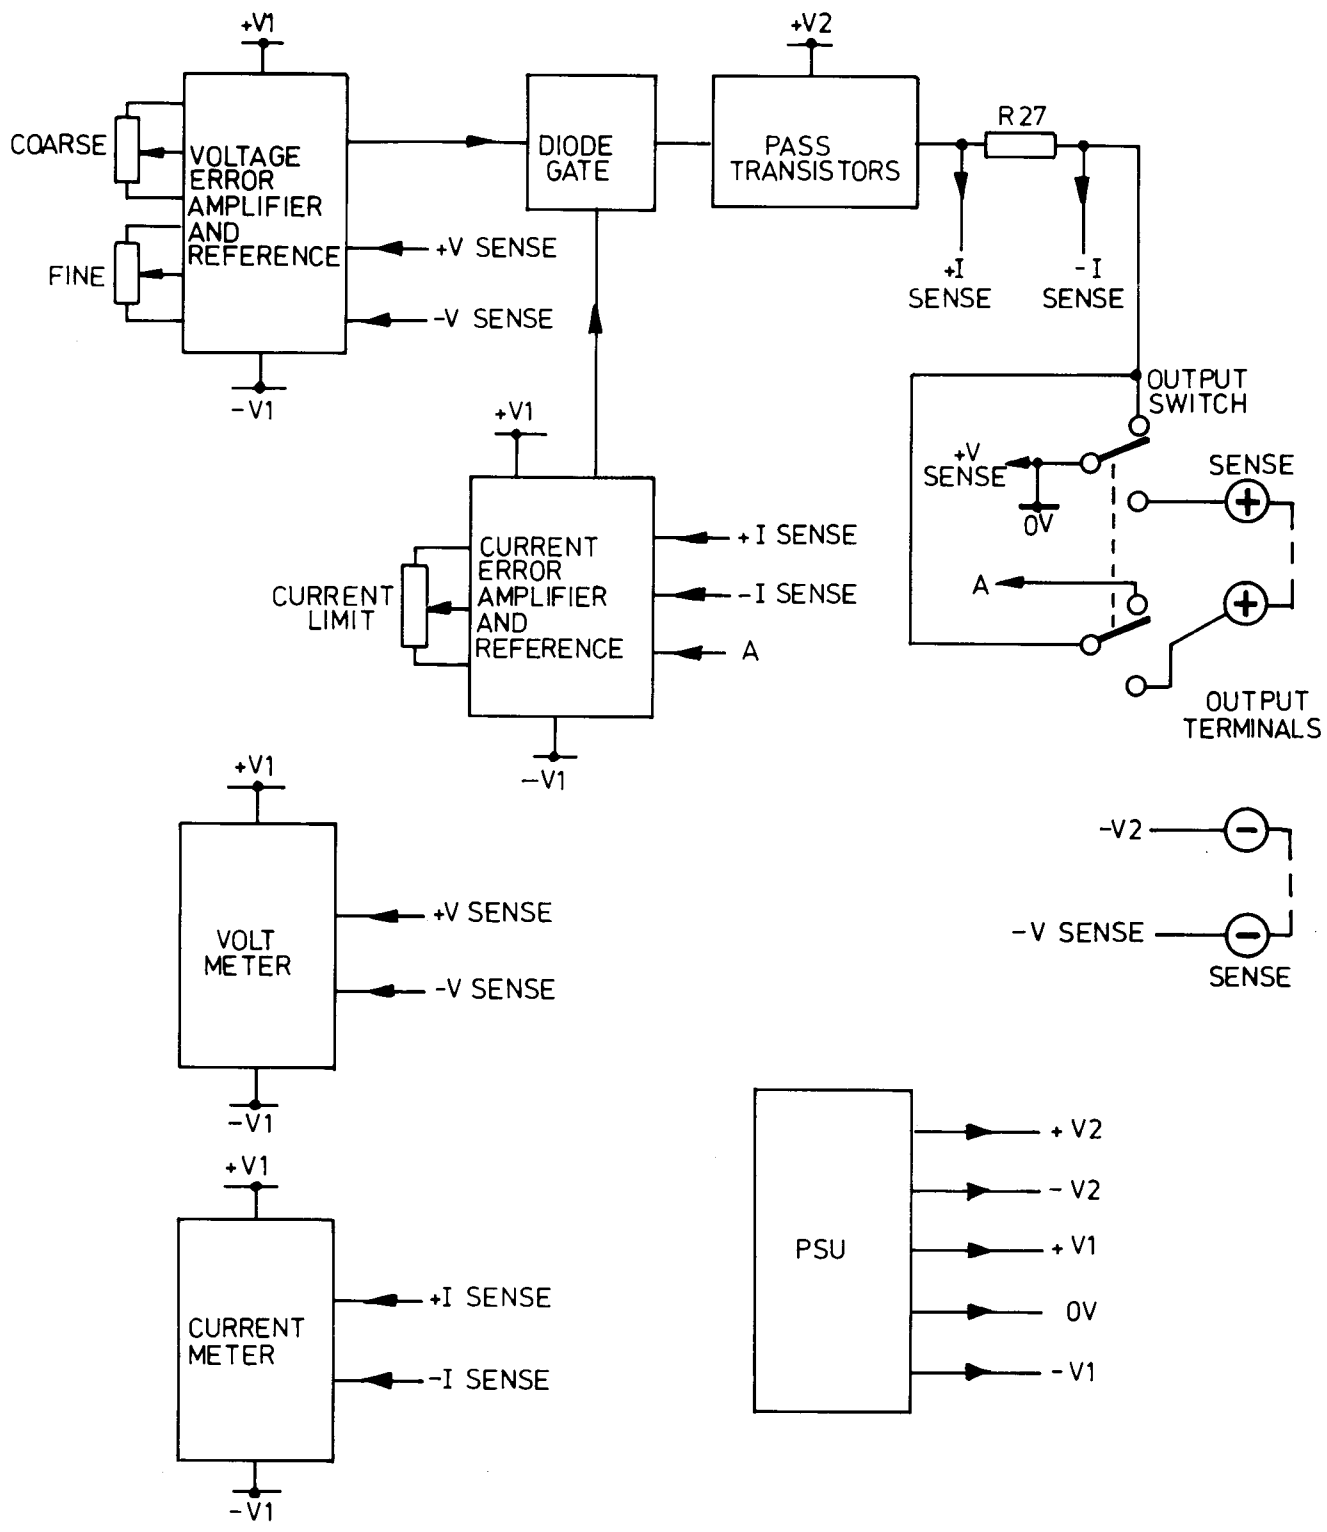 +V1
COARSE
FINE
VOLTAGE
ERROR
AMPLIFIER
AND
REFERENCE
+V SENSE
-V SENSE
-V1
DIODE
GATE
+V2
PASS
TRANSISTORS
R27
+I
SENSE
-I
SENSE
OUTPUT
SWITCH
+V
SENSE
0V
A
SENSE
+
+
OUTPUT
TERMINALS
+V1
CURRENT
LIMIT
CURRENT
ERROR
AMPLIFIER
AND
REFERENCE
+I SENSE
-I SENSE
A
-V1
-V2
-
-V SENSE
-
SENSE
+V1
VOLT
METER
+V SENSE
-V SENSE
-V1
+V1
CURRENT
METER
+I SENSE
-I SENSE
-V1
PSU
+V2
-V2
+V1
0V
-V1